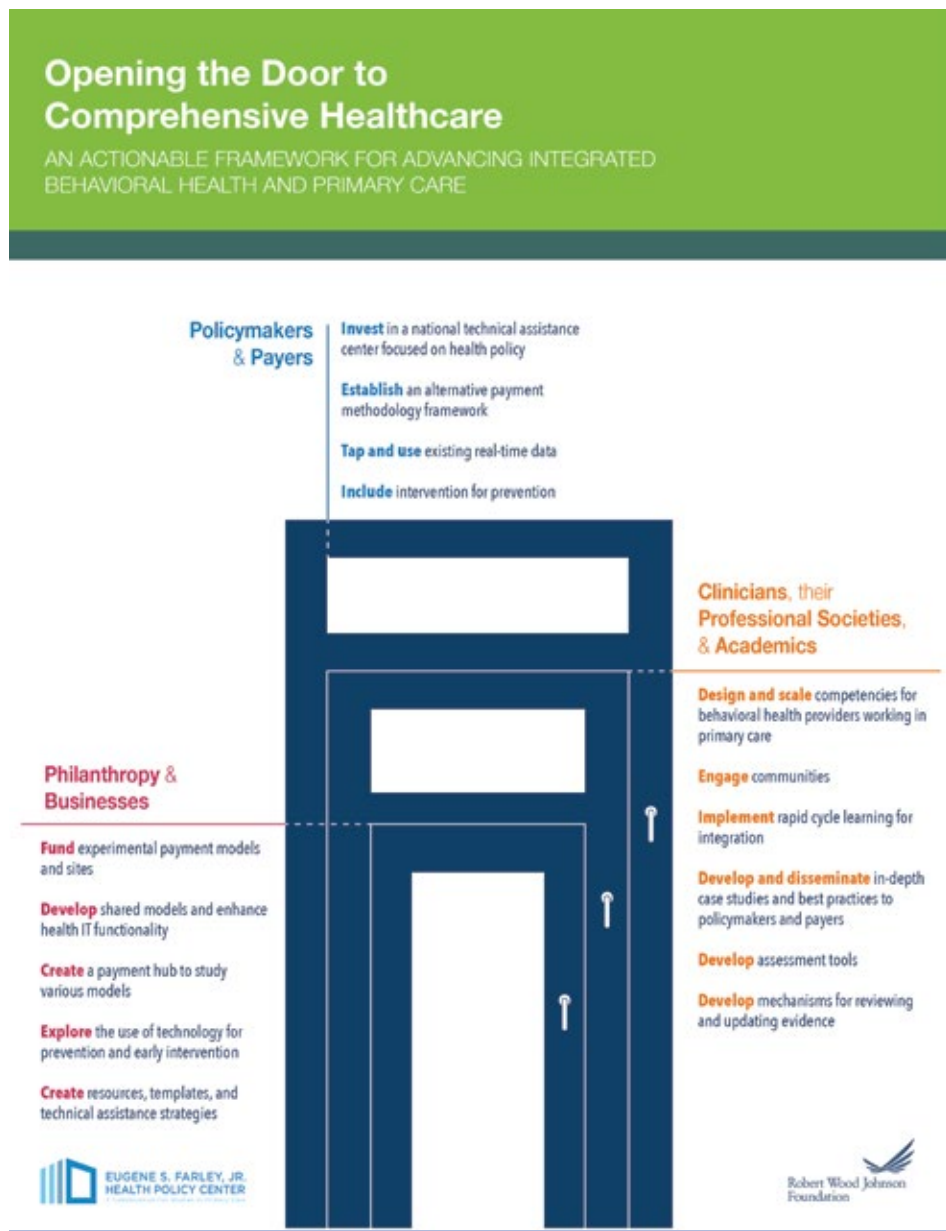 Opening the Door to
Comprehensive Healthcare
AN ACTIONABLE FRAMEWORK FOR ADVANCING INTEGRATED
BEHAVIORAL HEALTH AND PRIMARY CARE
Policymakers
& Payers
Invest in a national technical assistance
center focused on health policy
Establish an alternative payment
methodology framework
Tap and use existing real-time data
Include intervention for prevention
Clinicians, their
Professional Societies,
& Academics
Design and scale competencies for
behavioral health providers working in
primary care
Engage communities
Implement rapid cycle learning for
integration
Develop and disseminate in-depth
case studies and best practices to
policymakers and payers
Develop assessment tools
Develop mechanisms for reviewing
and updating evidence
Philanthropy &
Businesses
Fund experimental payment models
and sites
Develop shared models and enhance
health IT functionality
Create a payment hub to study
various models
Explore the use of technology for
prevention and early intervention
Create resources, templates, and
technical assistance strategies
EUGENE S. FARLEY, JR.
HEALTH POLICY CENTER
Robert Wood Johnson
Foundation